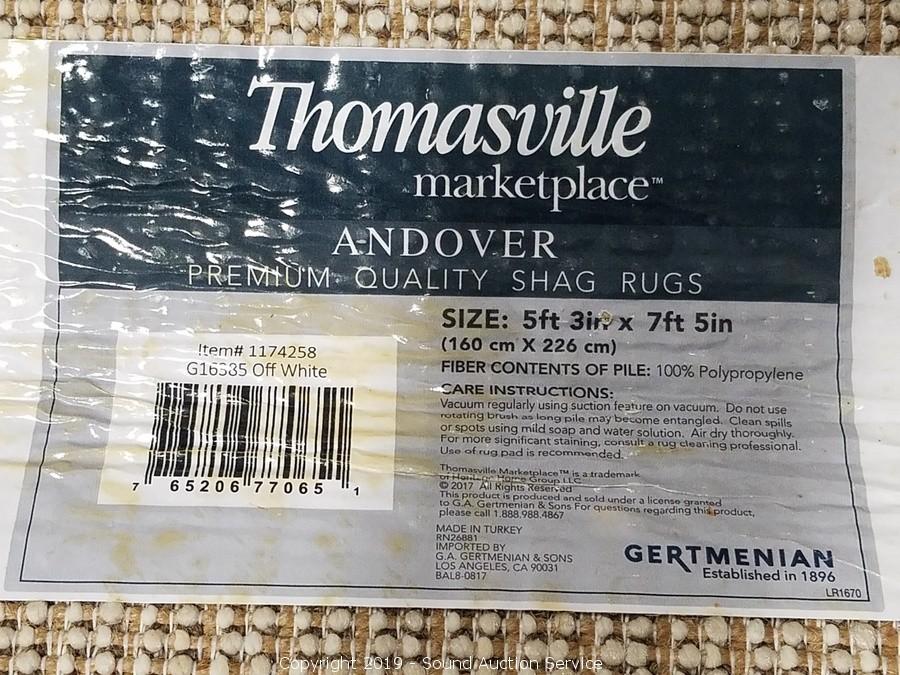 Thomasville
marketplace™
ANDOVER
PREMIUM QUALITY SHAG RUGS
Item# 1174258
G16385 Off White
7 65206 77065 1
SIZE: 5ft 3in x 7ft 5in
(160 cm X 226 cm)
FIBER CONTENTS OF PILE: 100% Polypropylene
CARE INSTRUCTIONS:
Vacuum regularly using suction feature on vacuum. Do not use
rotating brush as long pile may become entangled. Clean spills
or spots using mild soap and water solution. Air dry thoroughly.
For more significant staining, consult a rug cleaning professional.
Use of rug pad is recommended.
Thomasville Marketplace™ is a trademark
of Heritage Home Group LLC
© 2017 All Rights Reserved
This product is produced and sold under a license granted
to G.A. Gertmenian & Sons For questions regarding this product,
please call 1.888.988.4867
MADE IN TURKEY
RN26881
IMPORTED BY
G.A. GERTMENIAN & SONS
LOS ANGELES, CA 90031
BAL8-0817
GERTMENIAN
Established in 1896
LR1670
Copyright 2019 - Sound Auction Service